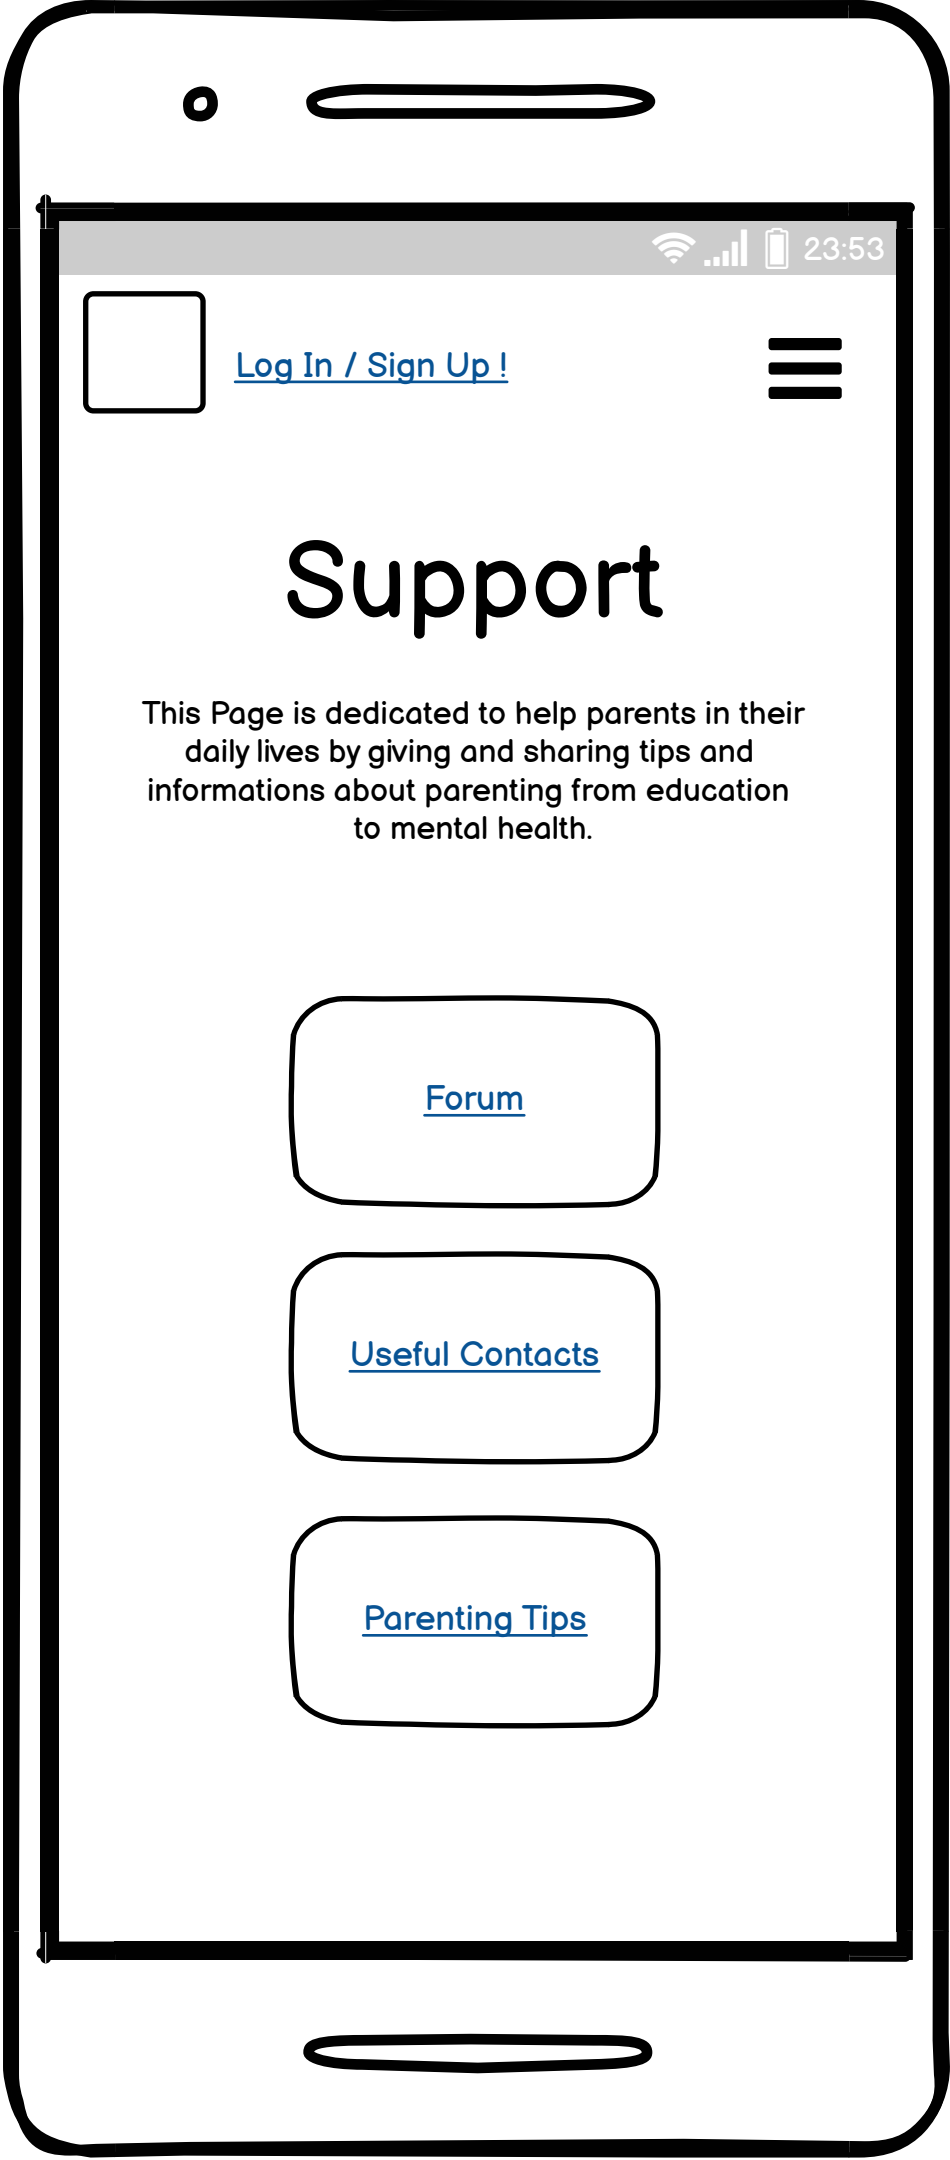 23:53
Log In / Sign Up !
Support
This Page is dedicated to help parents in their
daily lives by giving and sharing tips and
informations about parenting from education
to mental health.
Forum
Useful Contacts
Parenting Tips